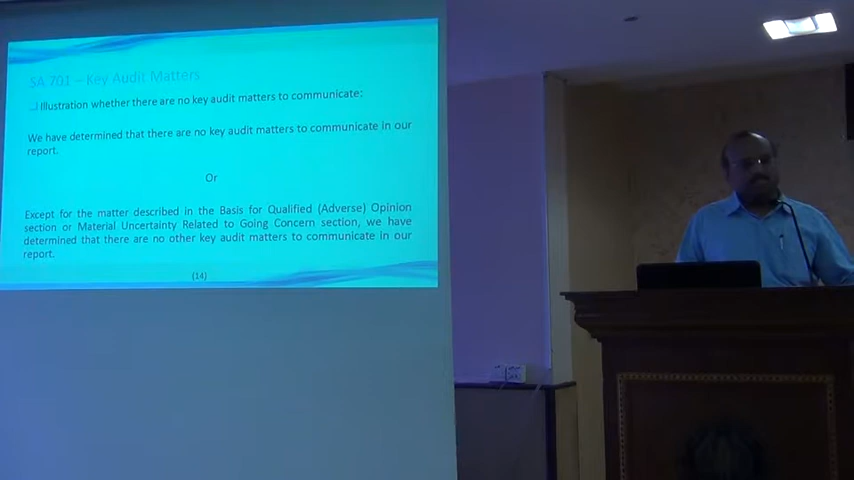 SA 701 – Key Audit Matters
Illustration whether there are no key audit matters to communicate:
We have determined that there are no key audit matters to communicate in our
report.
Or
Except for the matter described in the Basis for Qualified (Adverse) Opinion
section or Material Uncertainty Related to Going Concern section, we have
determined that there are no other key audit matters to communicate in our
report.
(14)